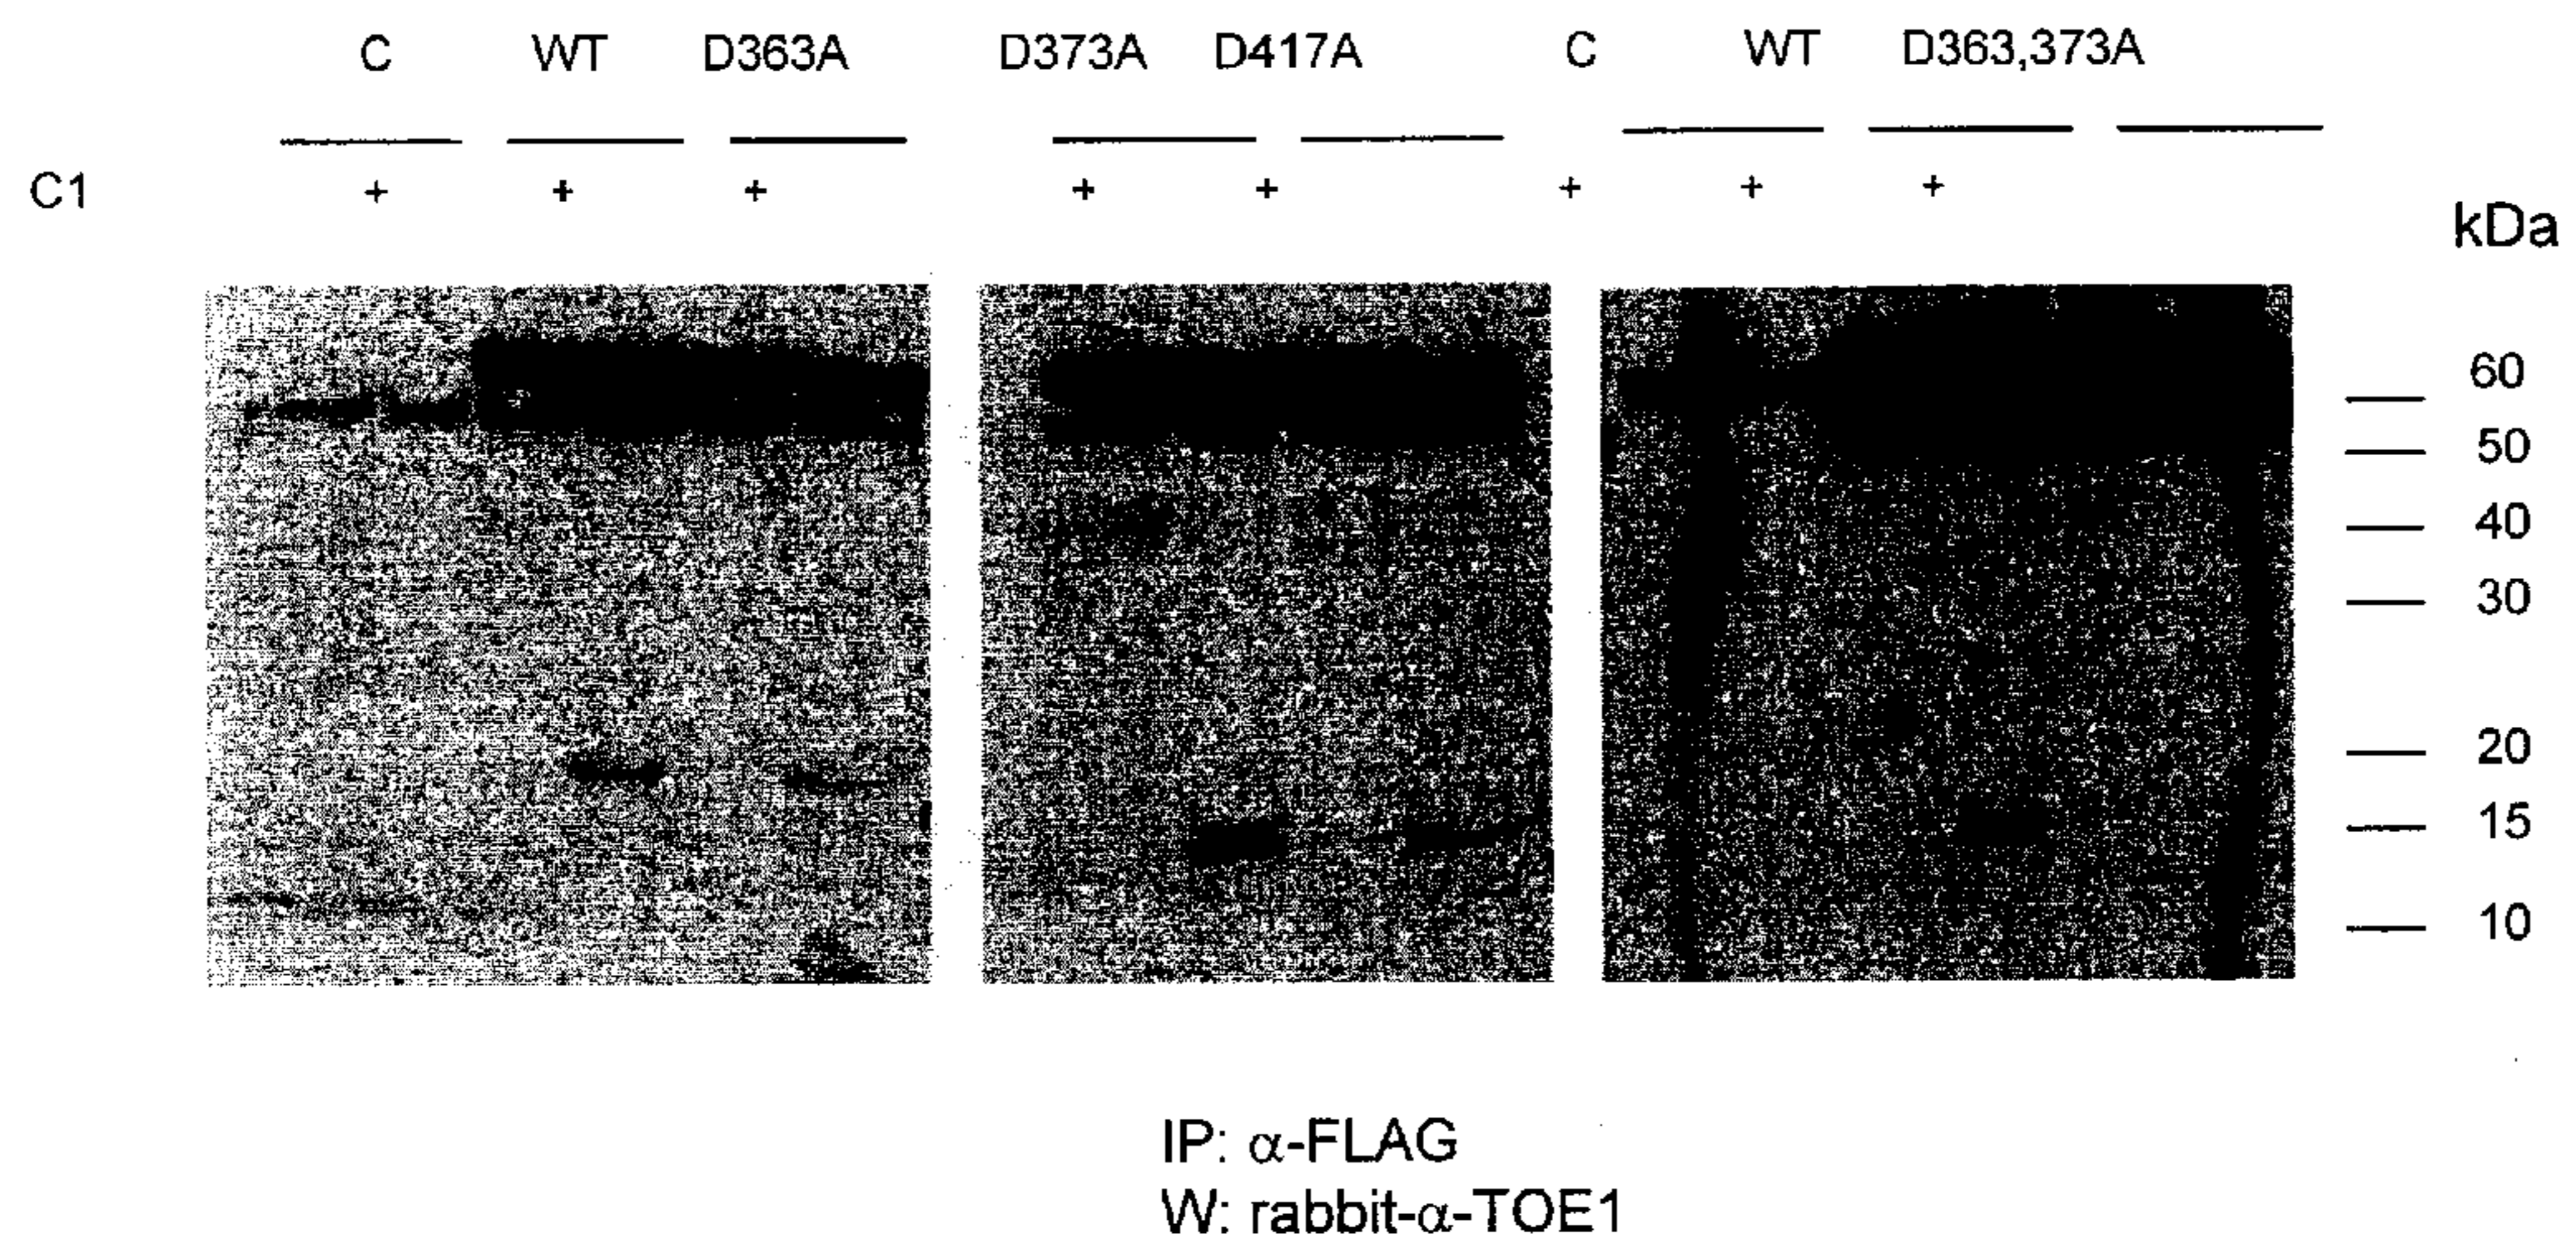 C WT D363A D373A D417A C WT D363,373A
C1 + + + + + + + +
kDa
60
50
40
30
20
15
10
IP: α-FLAG
W: rabbit-α-TOE1